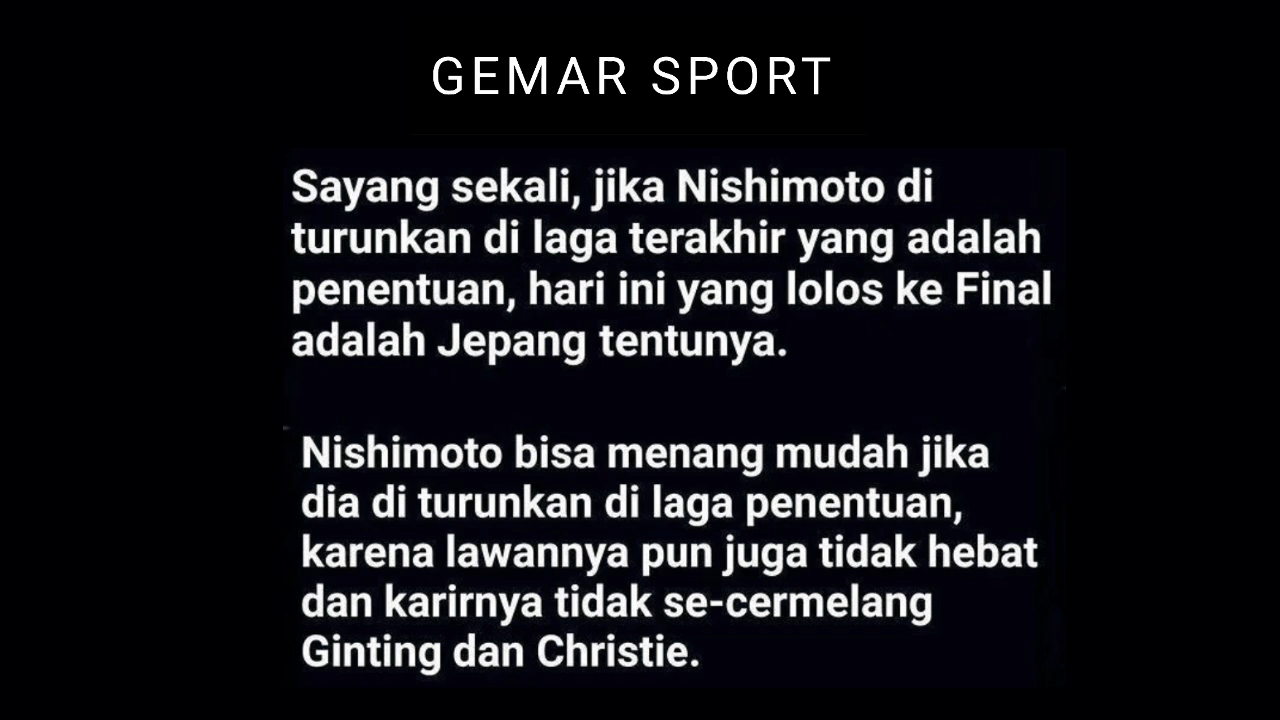 GEMAR SPORT
Sayang sekali, jika Nishimoto di
turunkan di laga terakhir yang adalah
penentuan, hari ini yang lolos ke Final
adalah Jepang tentunya.
Nishimoto bisa menang mudah jika
dia di turunkan di laga penentuan,
karena lawannya pun juga tidak hebat
dan karirnya tidak se-cermelang
Ginting dan Christie.